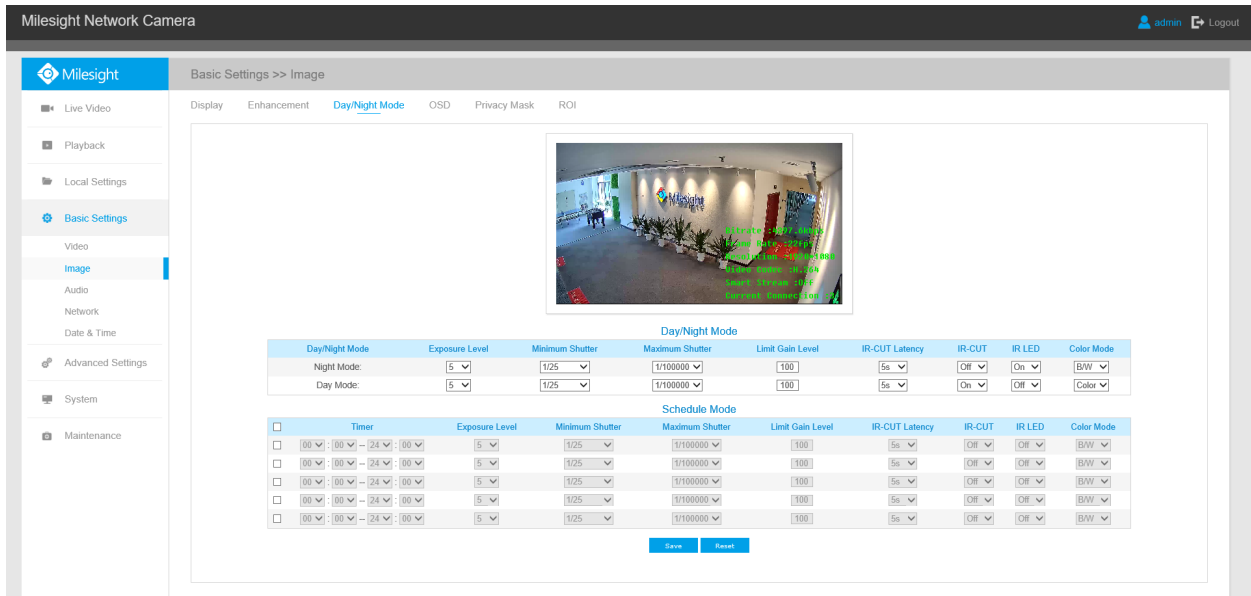 Milesight Network Camera
admin Logout
Milesight
Basic Settings >> Image
Live Video
Playback
Local Settings
Basic Settings
Video
Image
Audio
Network
Date & Time
Advanced Settings
System
Maintenance
Display Enhancement Day/Night Mode OSD Privacy Mask ROI
Milesight
Video Codec :H.264
Smart Stream
Current Connection
Day/Night Mode
Day/Night Mode Exposure Level Minimum Shutter Maximum Shutter Limit Gain Level IR-CUT Latency IR-CUT IR LED Color Mode
Night Mode: 5 1/25 1/100000 100 5s Off On B/W
Day Mode: 5 1/25 1/100000 100 5s On Off Color
Schedule Mode
Timer Exposure Level Minimum Shutter Maximum Shutter Limit Gain Level IR-CUT Latency IR-CUT IR LED Color Mode
00 : 00 -- 24 : 00 5 1/25 1/100000 100 5s Off Off B/W
00 : 00 -- 24 : 00 5 1/25 1/100000 100 5s Off Off B/W
00 : 00 -- 24 : 00 5 1/25 1/100000 100 5s Off Off B/W
00 : 00 -- 24 : 00 5 1/25 1/100000 100 5s Off Off B/W
00 : 00 -- 24 : 00 5 1/25 1/100000 100 5s Off Off B/W
Save Reset